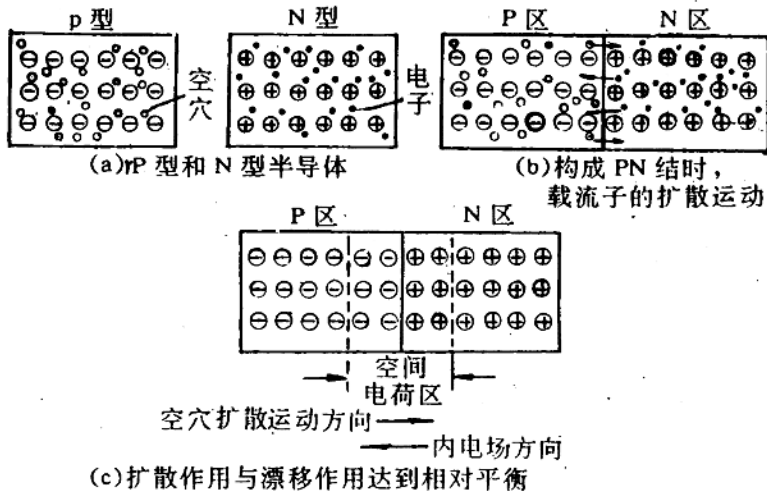 p 型
N 型
P 区
N 区
空穴
电子
(a)rP 型和 N 型半导体
(b)构成 PN 结时，
载流子的扩散运动
P 区
N 区
空间
电荷区
空穴扩散运动方向
内电场方向
(c)扩散作用与漂移作用达到相对平衡